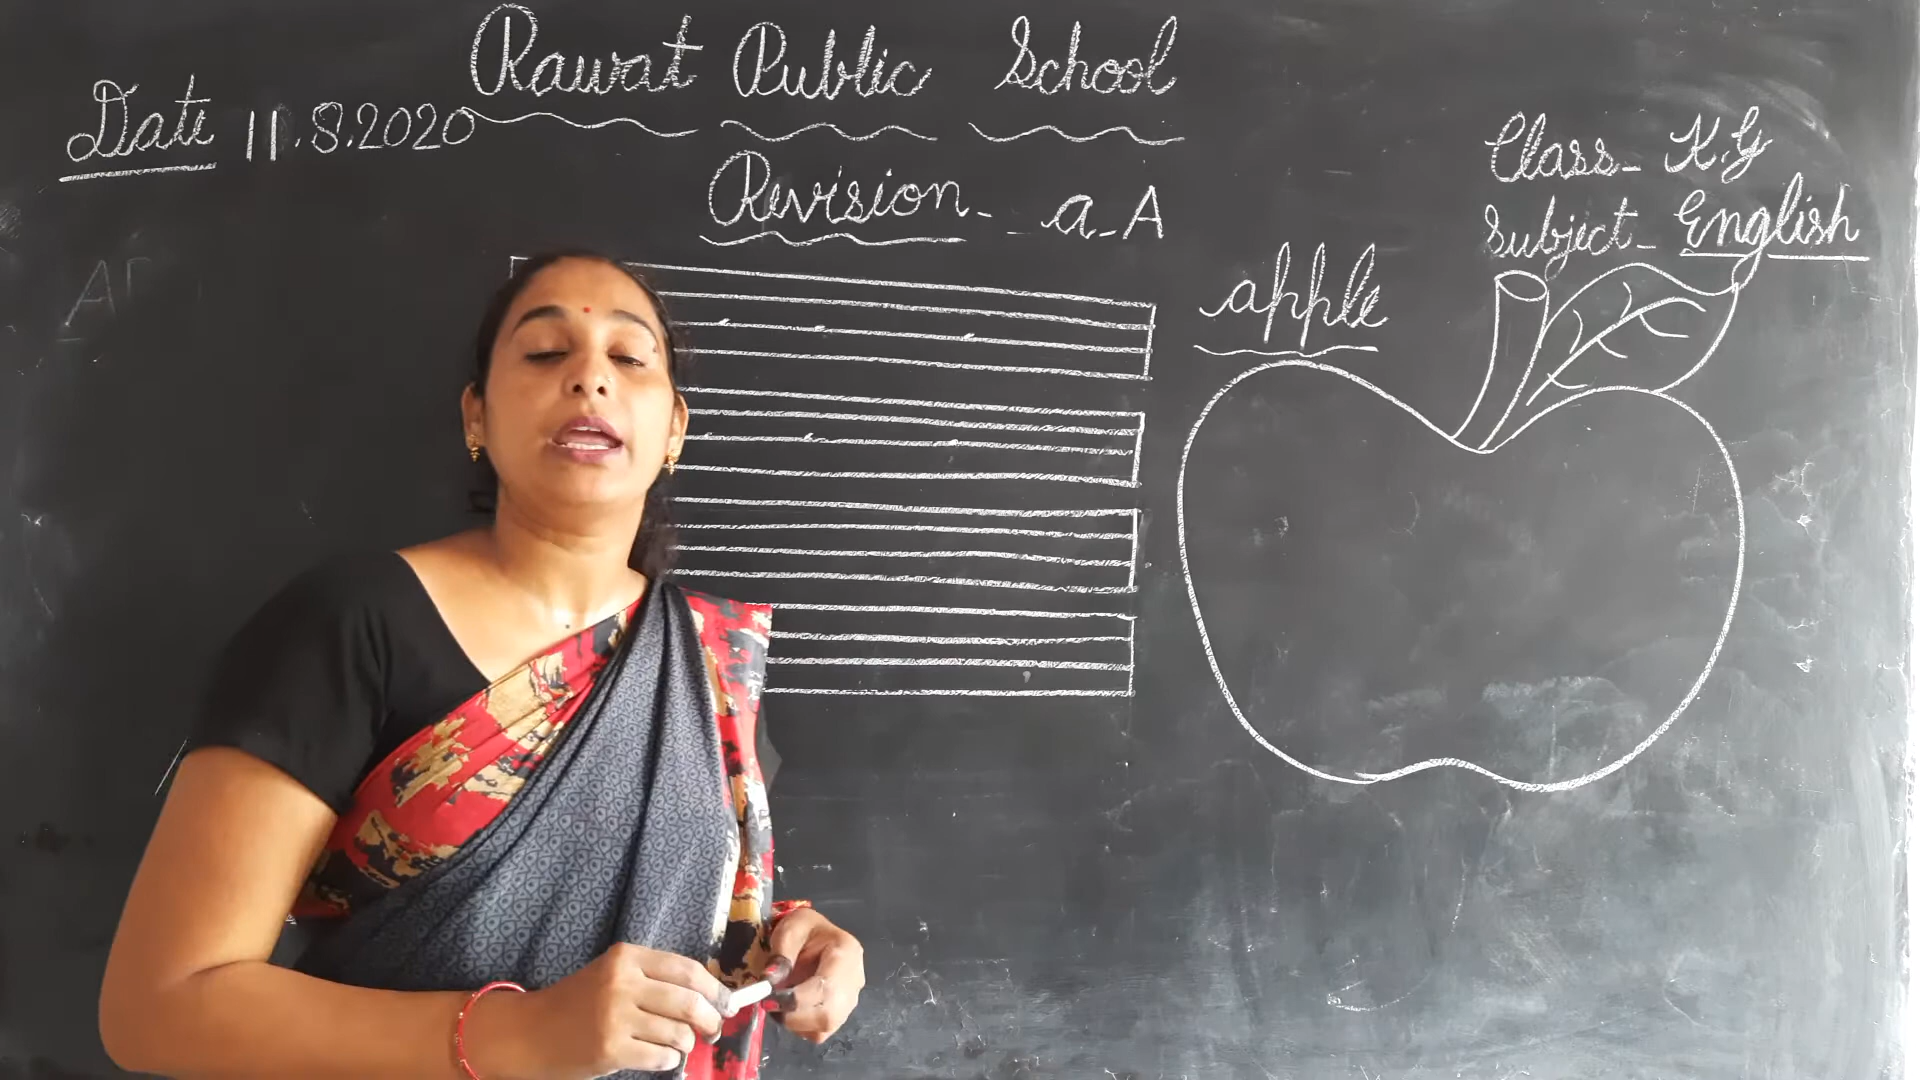 Rawat Public School
Date 11.8.2020
Class- K.G
Revision- a-A
Subject- English
apple